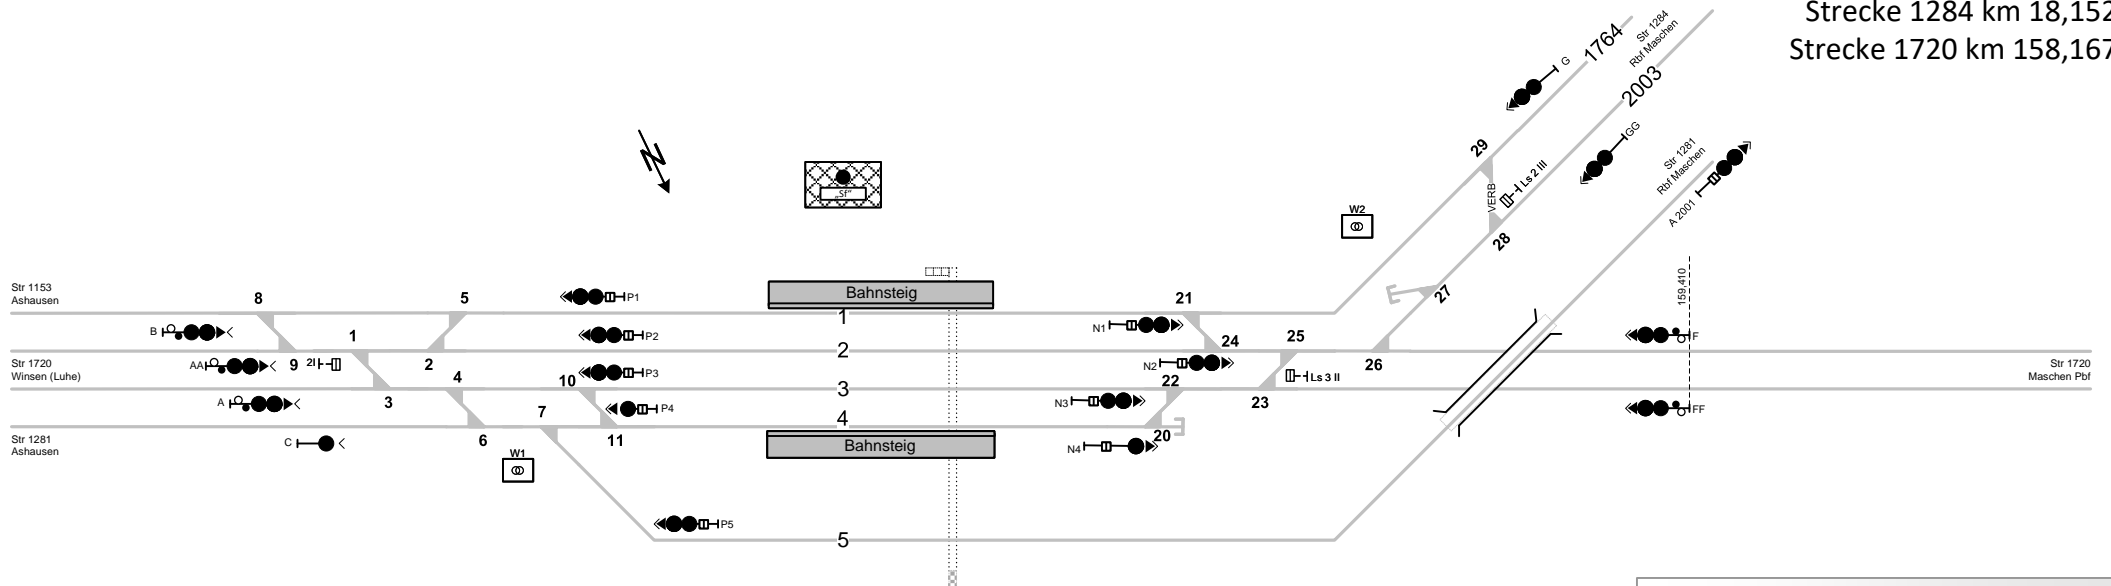 Strecke 1284 km 18,152
Strecke 1720 km 158,167
G
1764
Str 1284
Rbf Maschen
2003
GG
29
Ls 2 III
VERB
Str 1281
Rbf Maschen
A 2001
„Sf“
W2
28
27
159,410
Str 1153
Ashausen
8
5
P1
Bahnsteig
21
B
1
1
N1
25
P2
F
24
2
Str 1720
Winsen (Luhe)
AA
9
2I
2
4
10
P3
N2
26
Str 1720
Maschen Pbf
Ls 3 II
3
22
A
3
7
P4
4
N3
23
FF
Str 1281
Ashausen
C
6
11
Bahnsteig
20
N4
W1
P5
5